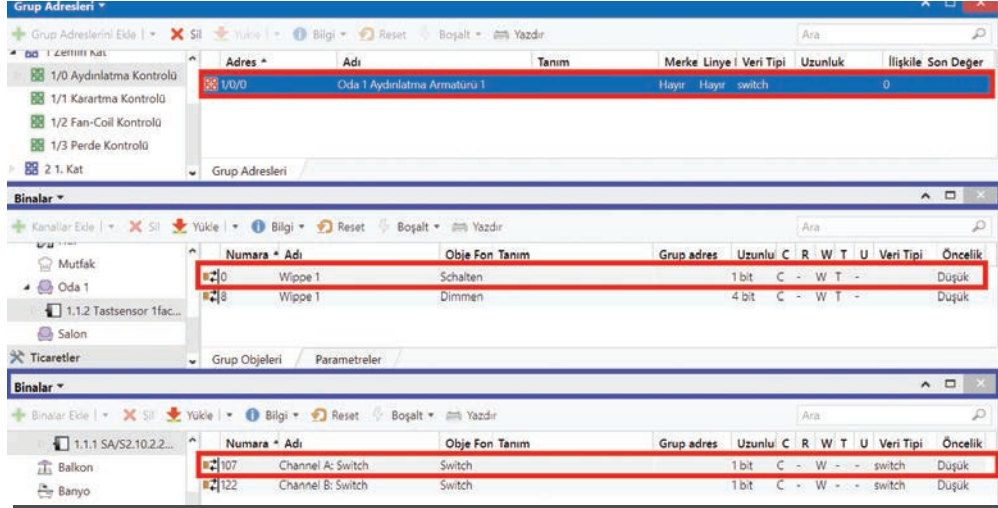 Grup Adresleri
Grup Adreslerini Ekle Sil Yükle Bilgi Reset Boşalt Yazdır Ara
1 Zemin Kat
1/0 Aydınlatma Kontrolü
1/1 Karartma Kontrolü
1/2 Fan-Coil Kontrolü
1/3 Perde Kontrolü
2 1. Kat
Adres Adı Tanım Merke Linye Veri Tipi Uzunluk İlişkile Son Değer
1/0/0 Oda 1 Aydınlatma Armatürü 1 Hayır Hayır switch 0
Grup Adresleri
Binalar
Kanallar Ekle Sil Yükle Bilgi Reset Boşalt Yazdır Ara
Mutfak
Oda 1
1.1.2 Tastsensor 1fac...
Salon
Ticaretler
Numara Adı Obje Fon Tanım Grup adres Uzunlu C R W T U Veri Tipi Öncelik
0 Wippe 1 Schalten 1 bit C - W T - Düşük
8 Wippe 1 Dimmen 4 bit C - W T - Düşük
Grup Objeleri Parametreler
Binalar
Binalar Ekle Sil Yükle Bilgi Reset Boşalt Yazdır Ara
1.1.1 SA/S2.10.2.2...
Balkon
Banyo
Numara Adı Obje Fon Tanım Grup adres Uzunlu C R W T U Veri Tipi Öncelik
107 Channel A: Switch Switch 1 bit C - W - - switch Düşük
122 Channel B: Switch Switch 1 bit C - W - - switch Düşük